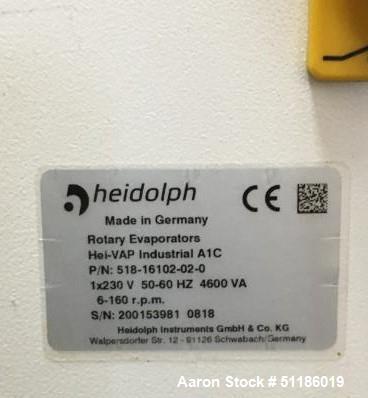 heidolph CE
Made in Germany
Rotary Evaporators
Hei-VAP Industrial A1C
P/N: 518-16102-02-0
1x230 V 50-60 HZ 4600 VA
6-160 r.p.m.
S/N: 200153981 0818
Heidolph Instruments GmbH & Co. KG
Walpersdorfer Str. 12 - 91126 Schwabach/Germany
Aaron Stock # 51186019